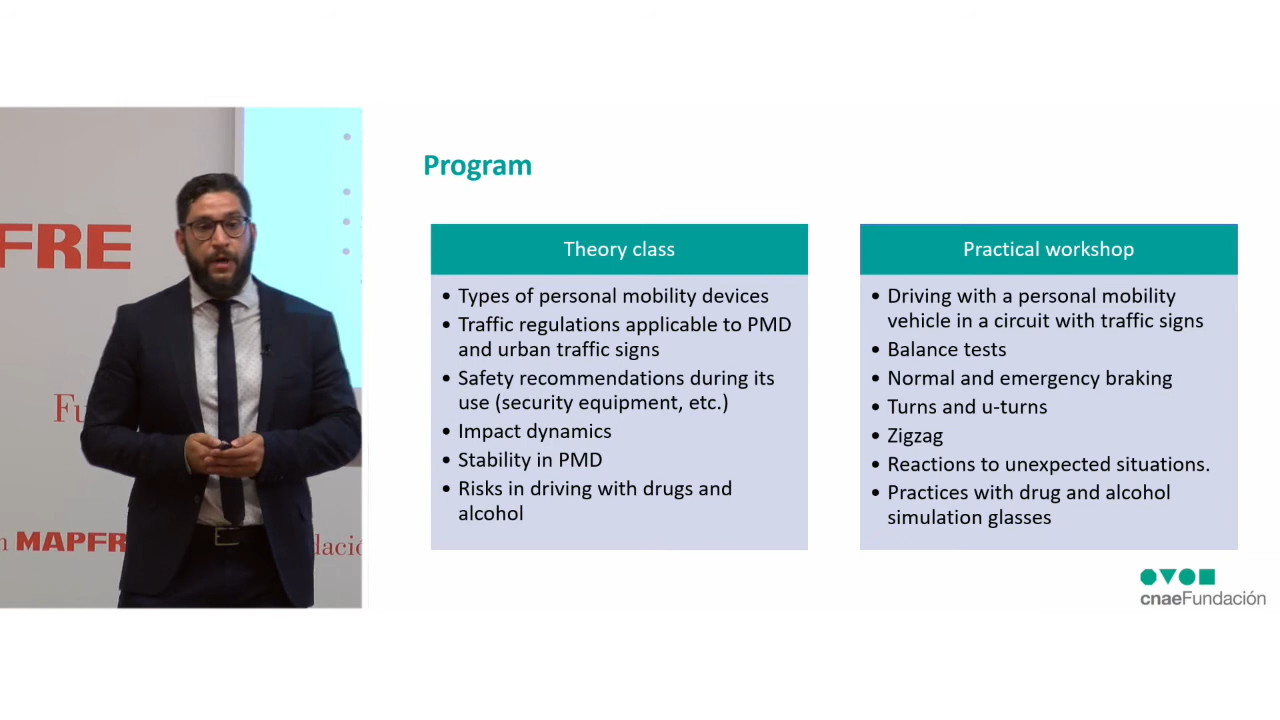 FRE
Fu
n MAPFR
dació
Program
Theory class
• Types of personal mobility devices
• Traffic regulations applicable to PMD
and urban traffic signs
• Safety recommendations during its
use (security equipment, etc.)
• Impact dynamics
• Stability in PMD
• Risks in driving with drugs and
alcohol
Practical workshop
• Driving with a personal mobility
vehicle in a circuit with traffic signs
• Balance tests
• Normal and emergency braking
• Turns and u-turns
• Zigzag
• Reactions to unexpected situations.
• Practices with drug and alcohol
simulation glasses
cnaeFundación